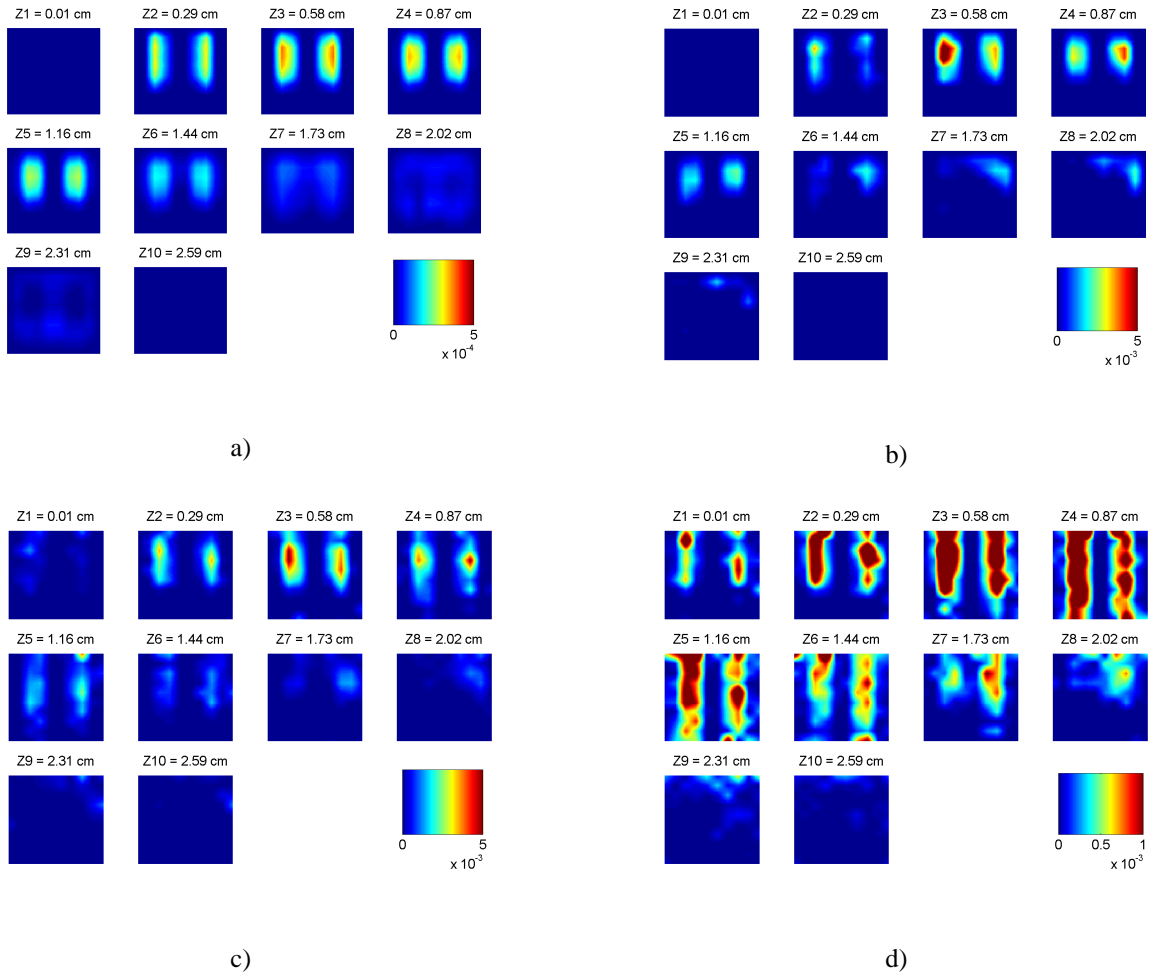 Z1 = 0.01 cm Z2 = 0.29 cm Z3 = 0.58 cm Z4 = 0.87 cm
Z5 = 1.16 cm Z6 = 1.44 cm Z7 = 1.73 cm Z8 = 2.02 cm
Z9 = 2.31 cm Z10 = 2.59 cm
0 5
x 10⁻⁴
a)
Z1 = 0.01 cm Z2 = 0.29 cm Z3 = 0.58 cm Z4 = 0.87 cm
Z5 = 1.16 cm Z6 = 1.44 cm Z7 = 1.73 cm Z8 = 2.02 cm
Z9 = 2.31 cm Z10 = 2.59 cm
0 5
x 10⁻³
b)
Z1 = 0.01 cm Z2 = 0.29 cm Z3 = 0.58 cm Z4 = 0.87 cm
Z5 = 1.16 cm Z6 = 1.44 cm Z7 = 1.73 cm Z8 = 2.02 cm
Z9 = 2.31 cm Z10 = 2.59 cm
0 5
x 10⁻³
c)
Z1 = 0.01 cm Z2 = 0.29 cm Z3 = 0.58 cm Z4 = 0.87 cm
Z5 = 1.16 cm Z6 = 1.44 cm Z7 = 1.73 cm Z8 = 2.02 cm
Z9 = 2.31 cm Z10 = 2.59 cm
0 0.5 1
x 10⁻³
d)